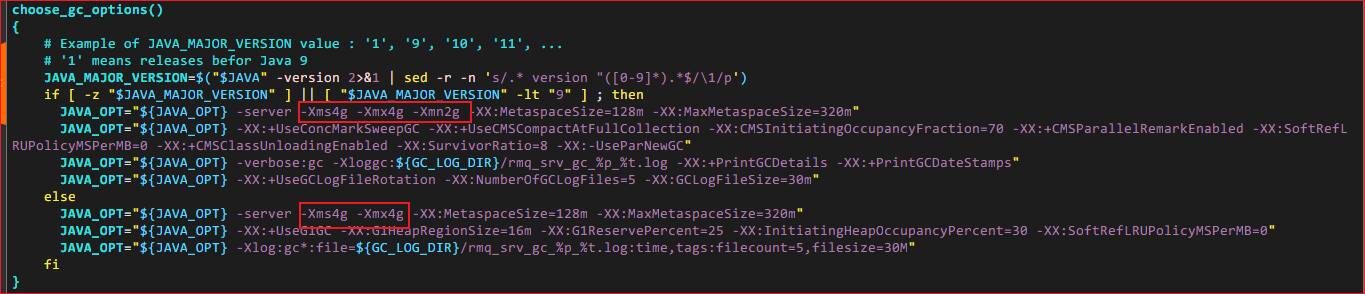 choose_gc_options()
{
# Example of JAVA_MAJOR_VERSION value : '1', '9', '10', '11', ...
# '1' means releases befor Java 9
JAVA_MAJOR_VERSION=$("$JAVA" -version 2>&1 | sed -r -n 's/.* version "([0-9]*).*$/\1/p')
if [ -z "$JAVA_MAJOR_VERSION" ] || [ "$JAVA_MAJOR_VERSION" -lt "9" ] ; then
JAVA_OPT="${JAVA_OPT} -server -Xms4g -Xmx4g -Xmn2g -XX:MetaspaceSize=128m -XX:MaxMetaspaceSize=320m"
JAVA_OPT="${JAVA_OPT} -XX:+UseConcMarkSweepGC -XX:+UseCMSCompactAtFullCollection -XX:CMSInitiatingOccupancyFraction=70 -XX:+CMSParallelRemarkEnabled -XX:SoftRefL
RUPolicyMSPerMB=0 -XX:+CMSClassUnloadingEnabled -XX:SurvivorRatio=8 -XX:-UseParNewGC"
JAVA_OPT="${JAVA_OPT} -verbose:gc -Xloggc:${GC_LOG_DIR}/rmq_srv_gc_%p_%t.log -XX:+PrintGCDetails -XX:+PrintGCDateStamps"
JAVA_OPT="${JAVA_OPT} -XX:+UseGCLogFileRotation -XX:NumberOfGCLogFiles=5 -XX:GCLogFileSize=30m"
else
JAVA_OPT="${JAVA_OPT} -server -Xms4g -Xmx4g -XX:MetaspaceSize=128m -XX:MaxMetaspaceSize=320m"
JAVA_OPT="${JAVA_OPT} -XX:+UseG1GC -XX:G1HeapRegionSize=16m -XX:G1ReservePercent=25 -XX:InitiatingHeapOccupancyPercent=30 -XX:SoftRefLRUPolicyMSPerMB=0"
JAVA_OPT="${JAVA_OPT} -Xlog:gc*:file=${GC_LOG_DIR}/rmq_srv_gc_%p_%t.log:time,tags:filecount=5,filesize=30M"
fi
}